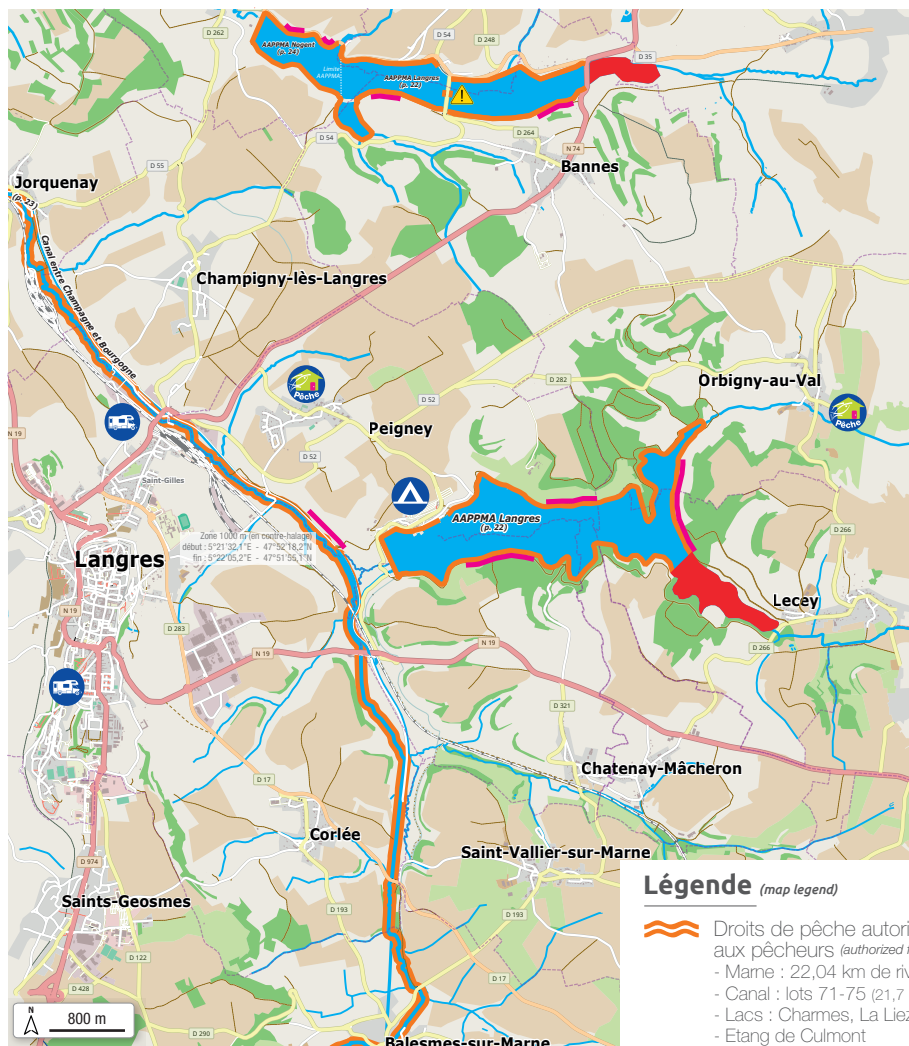 D 262
AAPPMA Nogent
(p. 24)
D 54
D 248
D 35
Limite
AAPPMA
AAPPMA Langres
(p. 22)
D 54
D 264
N 74
Bannes
D 55
Jorquenay
(p. 23)
Canal entre Champagne et Bourgogne
Champigny-lès-Langres
Pêche
D 52
D 282
Orbigny-au-Val
Pêche
N 19
Peigney
D 52
Saint-Gilles
AAPPMA Langres
(p. 22)
Zone 1000 m (en contre-halage)
début : 5°21'32,1"E - 47°52'18,2"N
fin : 5°22'05,2"E - 47°51'55,1"N
D 266
Langres
Lecey
N 19
D 283
N 19
N 19
D 266
D 321
Chatenay-Mâcheron
D 17
Corlée
Saint-Vallier-sur-Marne
D 974
Saints-Geosmes
D 193
D 193
D 122
D 17
D 428
D 290
Balesmes-sur-Marne
N
800 m
Légende (map legend)
Droits de pêche autori
aux pêcheurs (authorized f
- Marne : 22,04 km de riv
- Canal : lots 71-75 (21,7
- Lacs : Charmes, La Liez
- Etang de Culmont